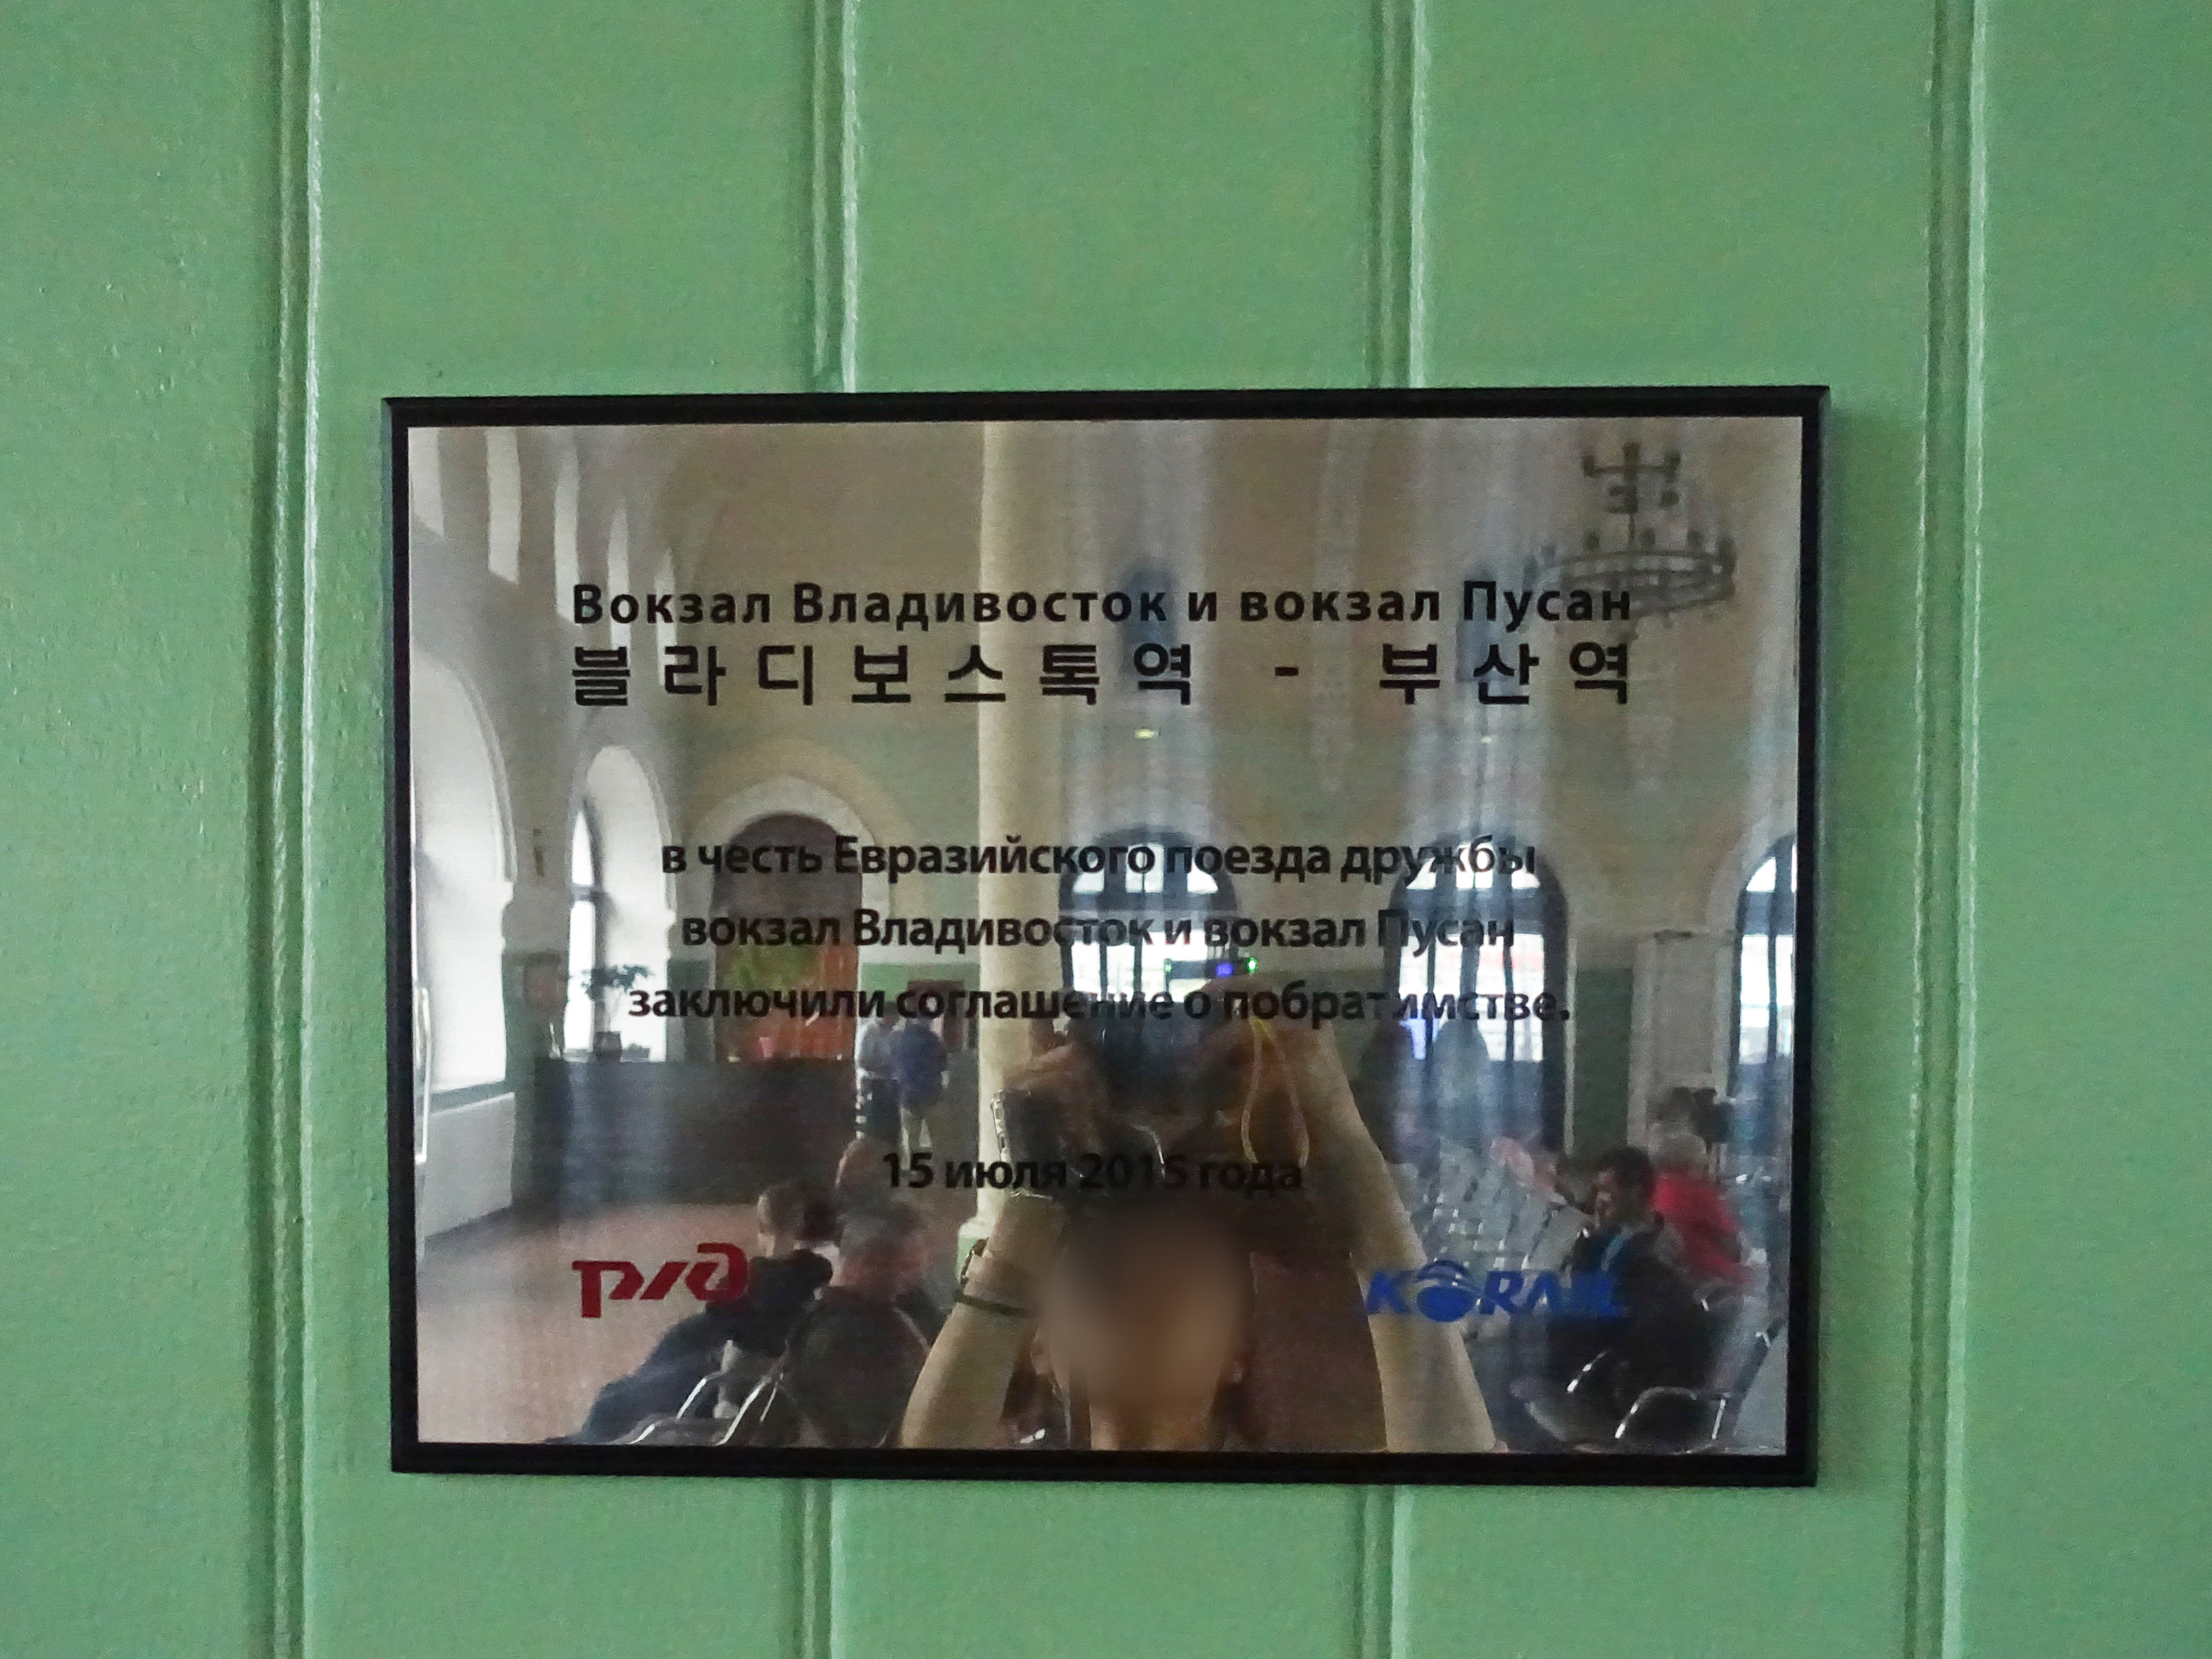 Вокзал Владивосток и вокзал Пусан
블라디보스톡역 - 부산역
в честь Евразийского поезда дружбы
вокзал Владивосток и вокзал Пусан
заключили соглашение о побратимстве.
15 июля 2015 года
ржд KORAIL